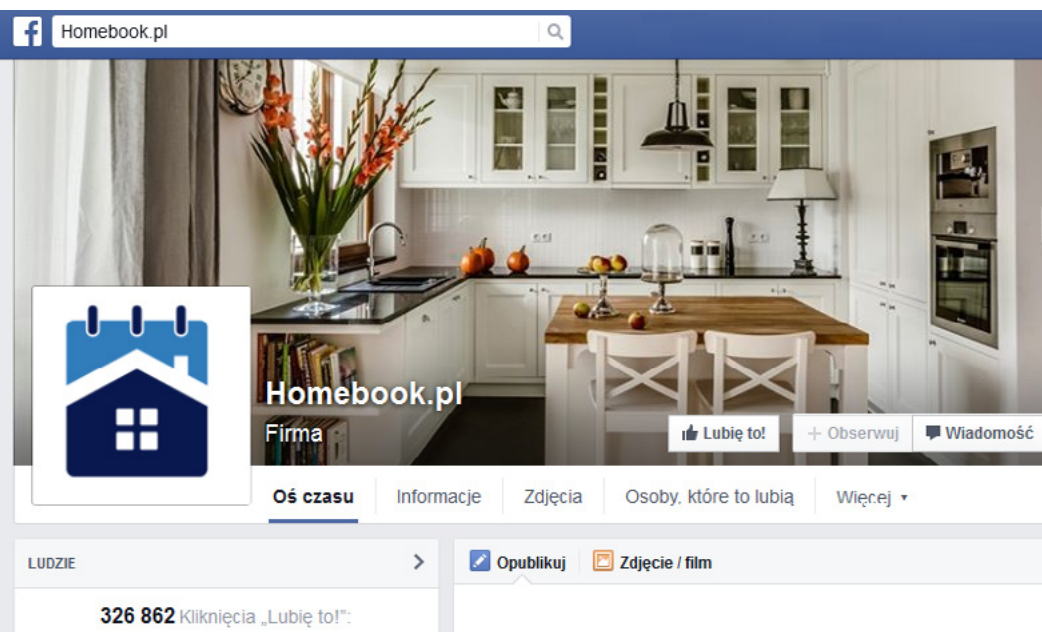 Homebook.pl
Homebook.pl
Firma
Lubię to!
+ Obserwuj
Wiadomość
Oś czasu
Informacje
Zdjęcia
Osoby, które to lubią
Więcej
LUDZIE
Opublikuj
Zdjęcie / film
326 862 Kliknięcia „Lubię to!":